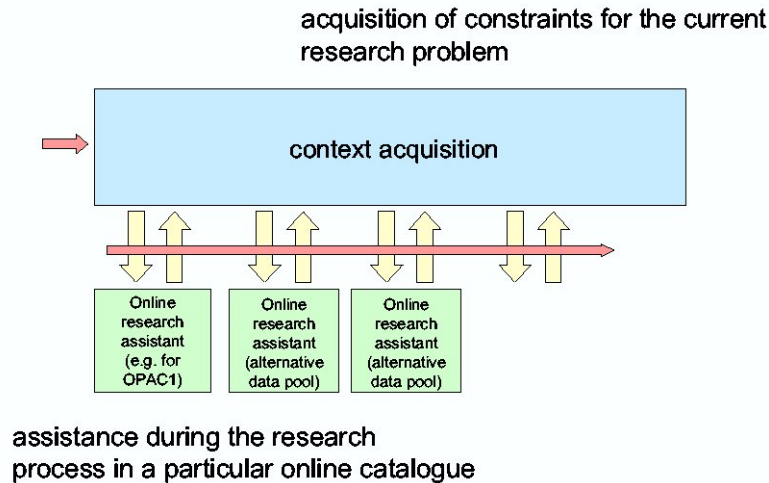 acquisition of constraints for the current
research problem
context acquisition
Online
research
assistant
(e.g. for
OPAC1)
Online
research
assistant
(alternative
data pool)
Online
research
assistant
(alternative
data pool)
assistance during the research
process in a particular online catalogue